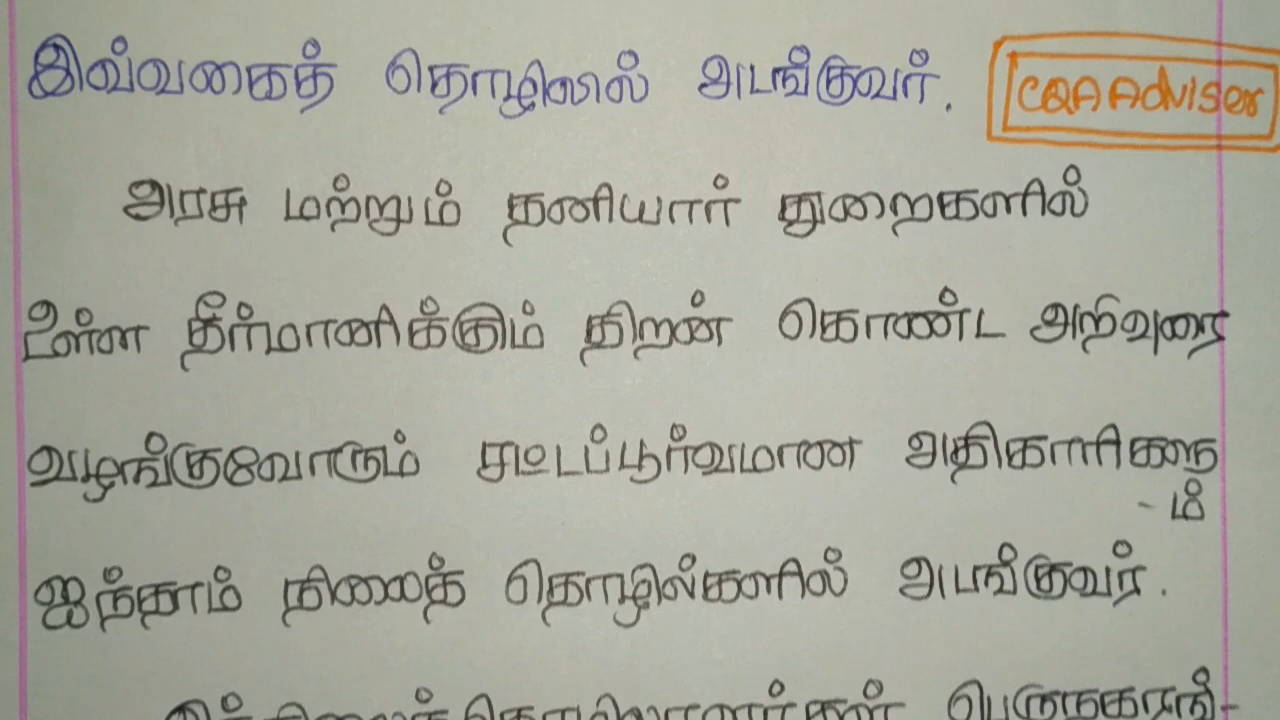 இவ்வகைத் தொழிலில் அடங்குவர்.
CQA Adviser
அரசு மற்றும் தனியார் துறைகளில்
உள்ள தீர்மானிக்கும் திறன் கொண்ட அறிவுரை
வழங்குவோரும் சட்டப்பூர்வமான அதிகாரிகளு
- ம்
ஐந்தாம் நிலைத் தொழில்களில் அடங்குவர்.